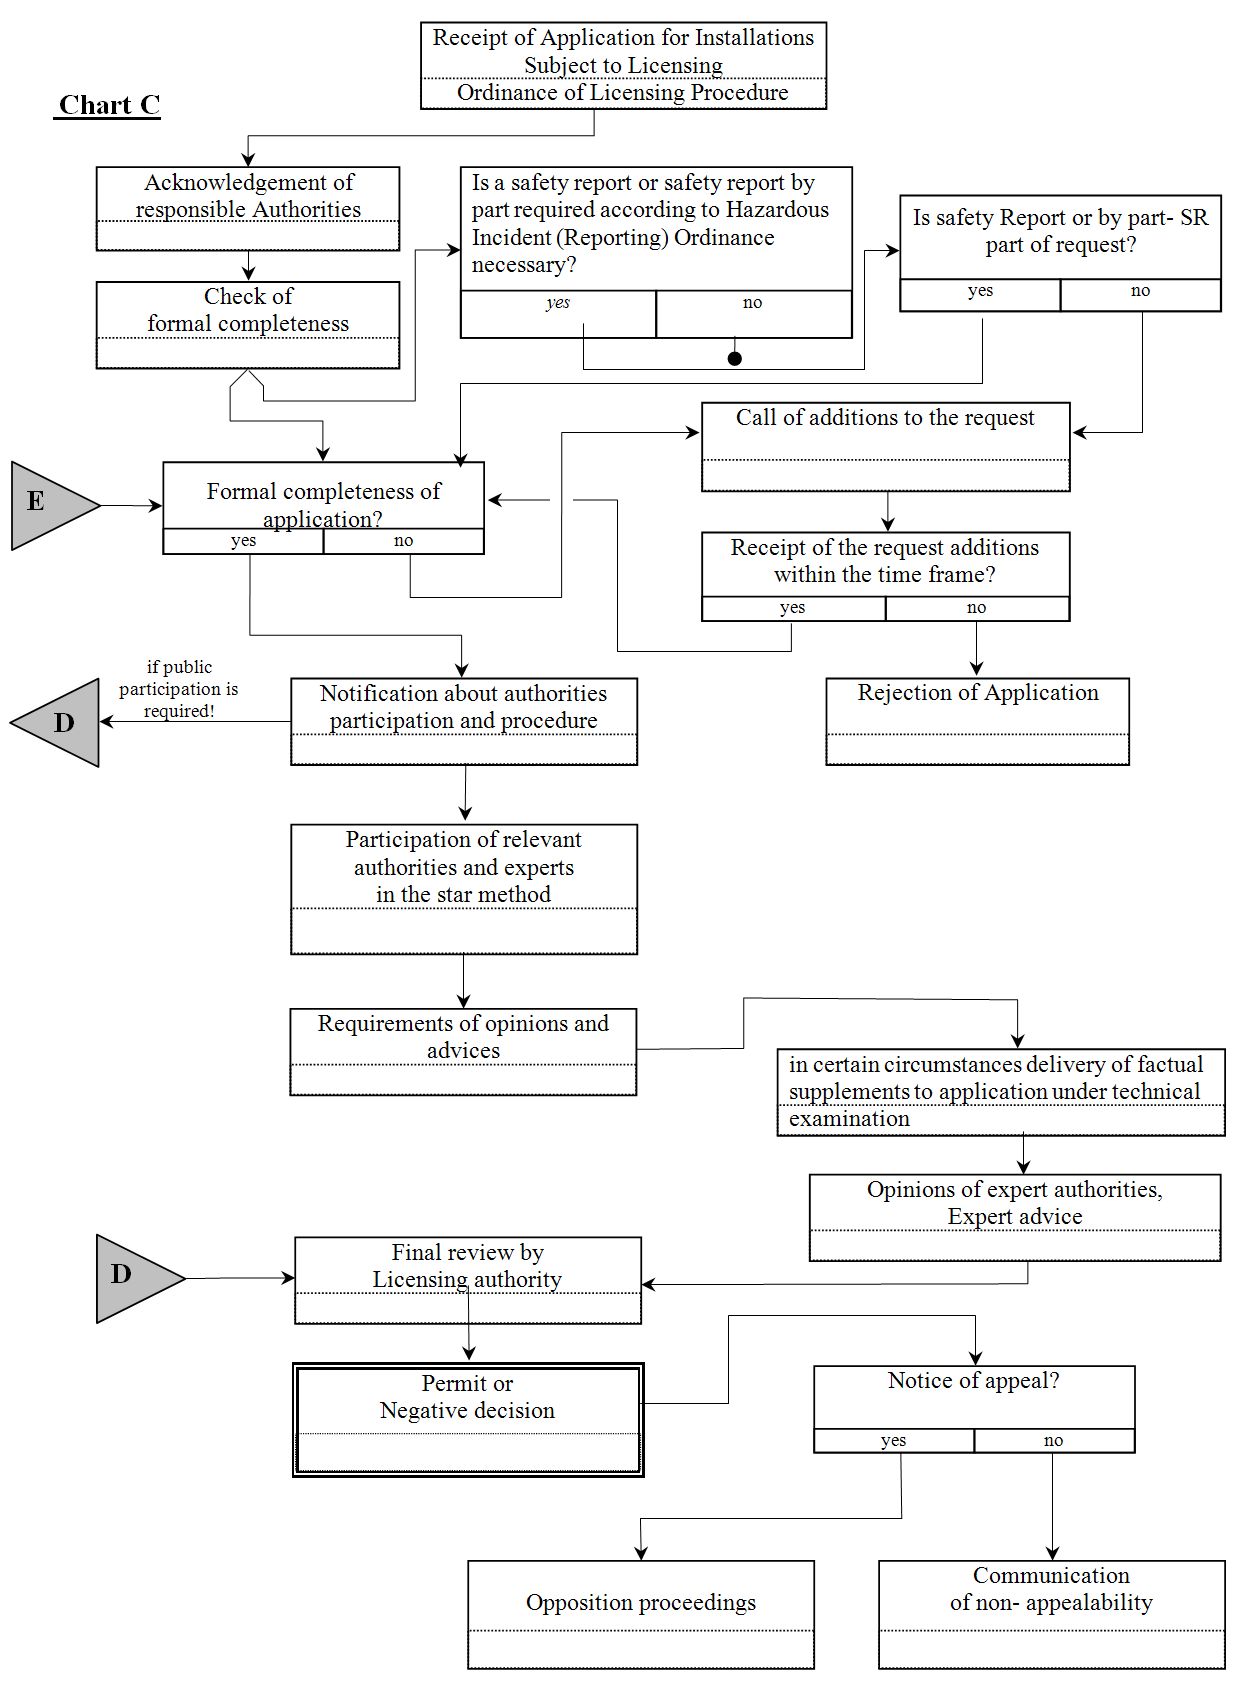 Receipt of Application for Installations
Subject to Licensing
Ordinance of Licensing Procedure
Chart C
Acknowledgement of
responsible Authorities
Is a safety report or safety report by
part required according to Hazardous
Incident (Reporting) Ordinance
necessary?
yes
no
Is safety Report or by part- SR
part of request?
yes
no
Check of
formal completeness
Call of additions to the request
E
Formal completeness of
application?
yes
no
Receipt of the request additions
within the time frame?
yes
no
if public
participation is
required!
D
Notification about authorities
participation and procedure
Rejection of Application
Participation of relevant
authorities and experts
in the star method
Requirements of opinions and
advices
in certain circumstances delivery of factual
supplements to application under technical
examination
Opinions of expert authorities,
Expert advice
D
Final review by
Licensing authority
Permit or
Negative decision
Notice of appeal?
yes
no
Opposition proceedings
Communication
of non- appealability